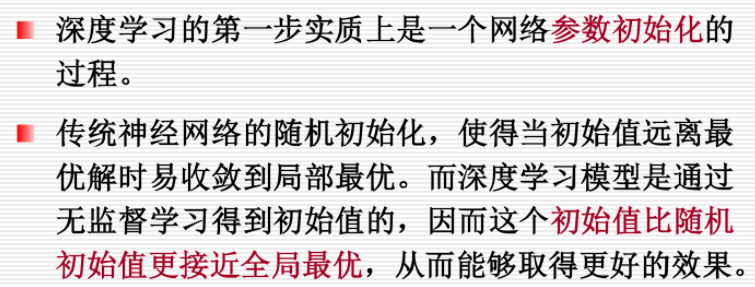 深度学习的第一步实质上是一个网络参数初始化的
过程。
传统神经网络的随机初始化，使得当初始值远离最
优解时易收敛到局部最优。而深度学习模型是通过
无监督学习得到初始值的，因而这个初始值比随机
初始值更接近全局最优，从而能够取得更好的效果。